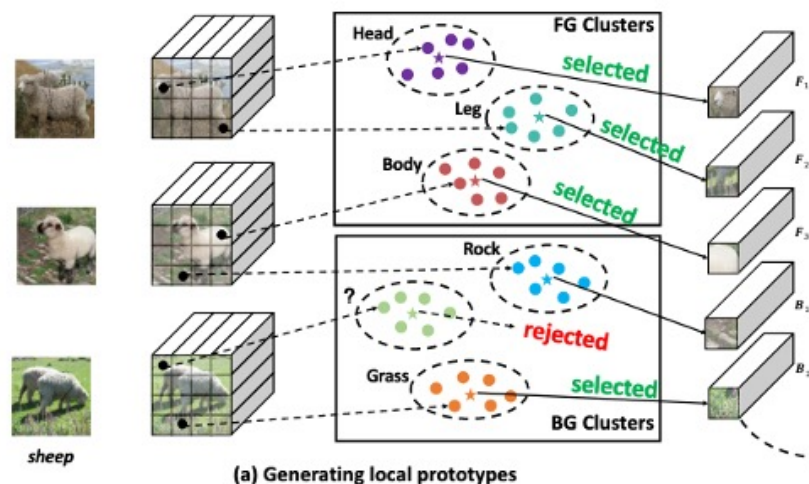 FG Clusters
Head
selected
F₁
Leg
selected
F₂
Body
selected
F₃
Rock
?
rejected
B₁
Grass
selected
B₂
BG Clusters
sheep
(a) Generating local prototypes